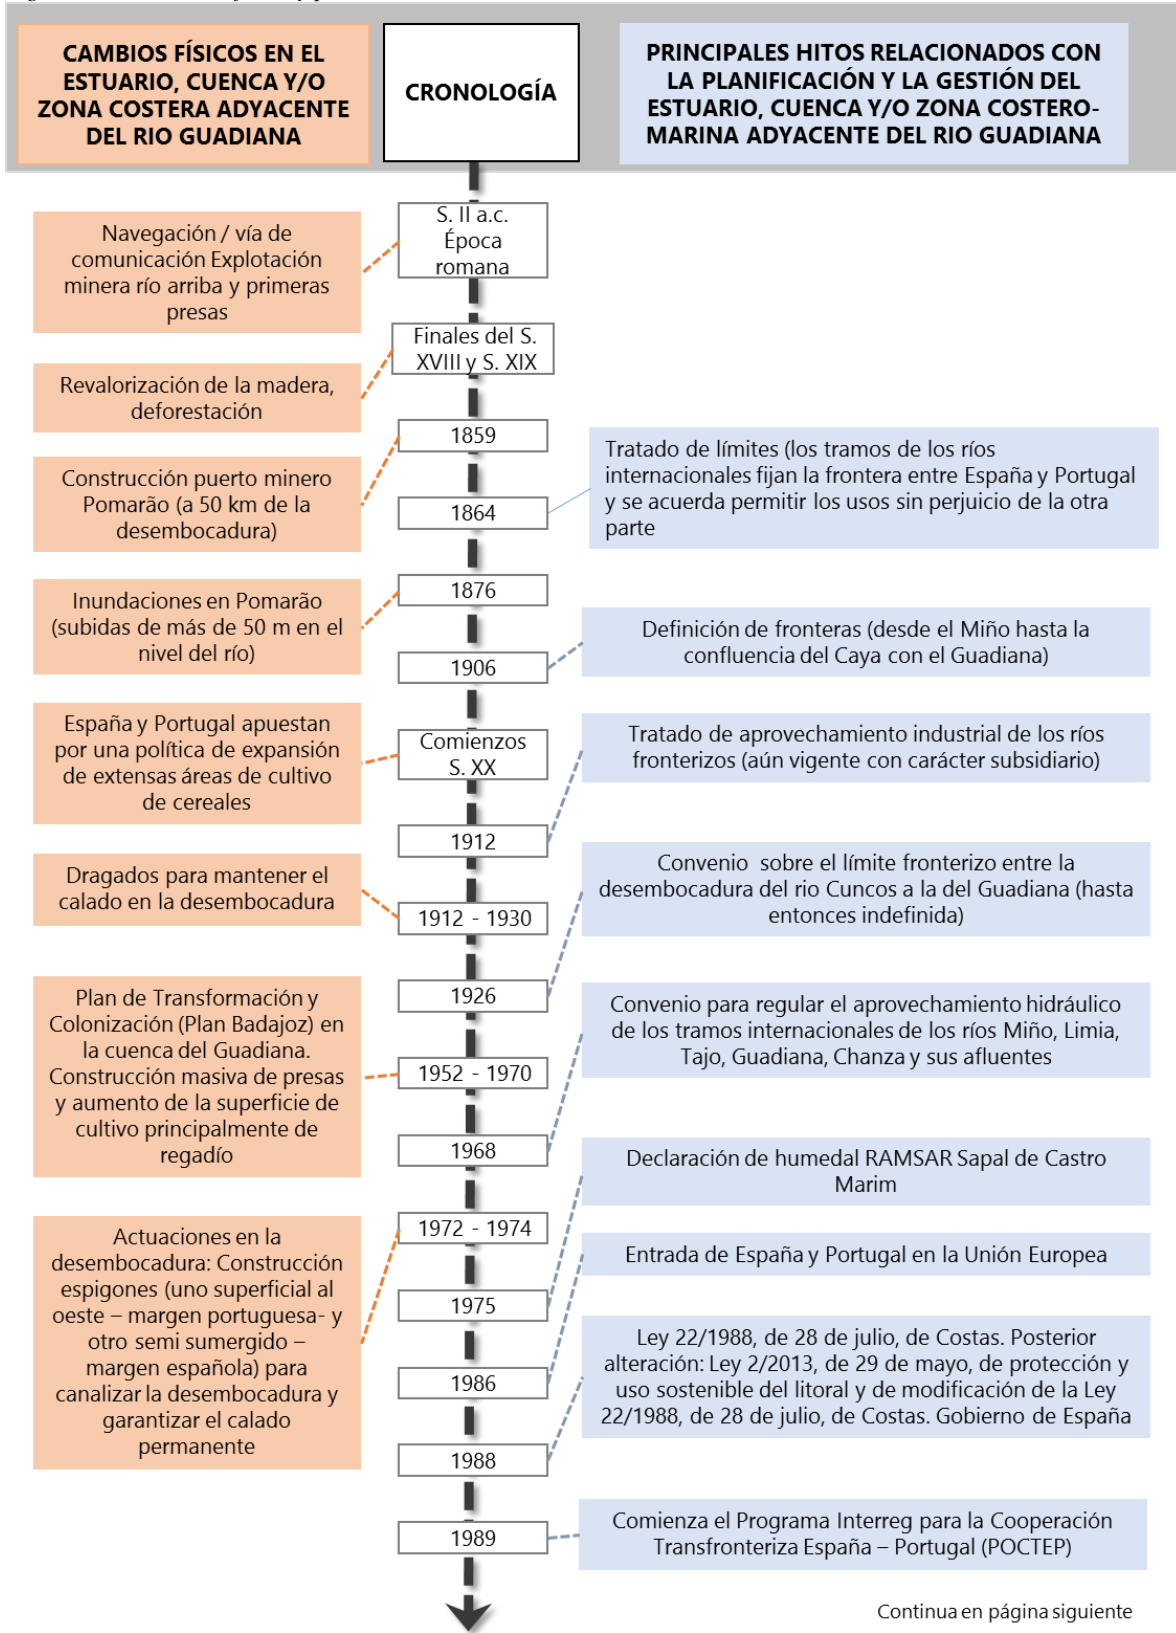 CAMBIOS FÍSICOS EN EL
ESTUARIO, CUENCA Y/O
ZONA COSTERA ADYACENTE
DEL RIO GUADIANA
CRONOLOGÍA
PRINCIPALES HITOS RELACIONADOS CON
LA PLANIFICACIÓN Y LA GESTIÓN DEL
ESTUARIO, CUENCA Y/O ZONA COSTERO-
MARINA ADYACENTE DEL RIO GUADIANA
S. II a.c.
Época
romana
Navegación / vía de
comunicación Explotación
minera río arriba y primeras
presas
Finales del S.
XVIII y S. XIX
Revalorización de la madera,
deforestación
1859
Construcción puerto minero
Pomarão (a 50 km de la
desembocadura)
1864
Tratado de límites (los tramos de los ríos
internacionales fijan la frontera entre España y Portugal
y se acuerda permitir los usos sin perjuicio de la otra
parte
1876
Inundaciones en Pomarão
(subidas de más de 50 m en el
nivel del río)
1906
Definición de fronteras (desde el Miño hasta la
confluencia del Caya con el Guadiana)
Comienzos
S. XX
España y Portugal apuestan
por una política de expansión
de extensas áreas de cultivo
de cereales
1912
Tratado de aprovechamiento industrial de los ríos
fronterizos (aún vigente con carácter subsidiario)
1912 - 1930
Dragados para mantener el
calado en la desembocadura
1926
Convenio sobre el límite fronterizo entre la
desembocadura del rio Cuncos a la del Guadiana (hasta
entonces indefinida)
1952 - 1970
Plan de Transformación y
Colonización (Plan Badajoz) en
la cuenca del Guadiana.
Construcción masiva de presas
y aumento de la superficie de
cultivo principalmente de
regadío
1968
Convenio para regular el aprovechamiento hidráulico
de los tramos internacionales de los ríos Miño, Limia,
Tajo, Guadiana, Chanza y sus afluentes
1972 - 1974
Actuaciones en la
desembocadura: Construcción
espigones (uno superficial al
oeste – margen portuguesa- y
otro semi sumergido –
margen española) para
canalizar la desembocadura y
garantizar el calado
permanente
1975
Declaración de humedal RAMSAR Sapal de Castro
Marim
1986
Entrada de España y Portugal en la Unión Europea
1988
Ley 22/1988, de 28 de julio, de Costas. Posterior
alteración: Ley 2/2013, de 29 de mayo, de protección y
uso sostenible del litoral y de modificación de la Ley
22/1988, de 28 de julio, de Costas. Gobierno de España
1989
Comienza el Programa Interreg para la Cooperación
Transfronteriza España – Portugal (POCTEP)
Continua en página siguiente